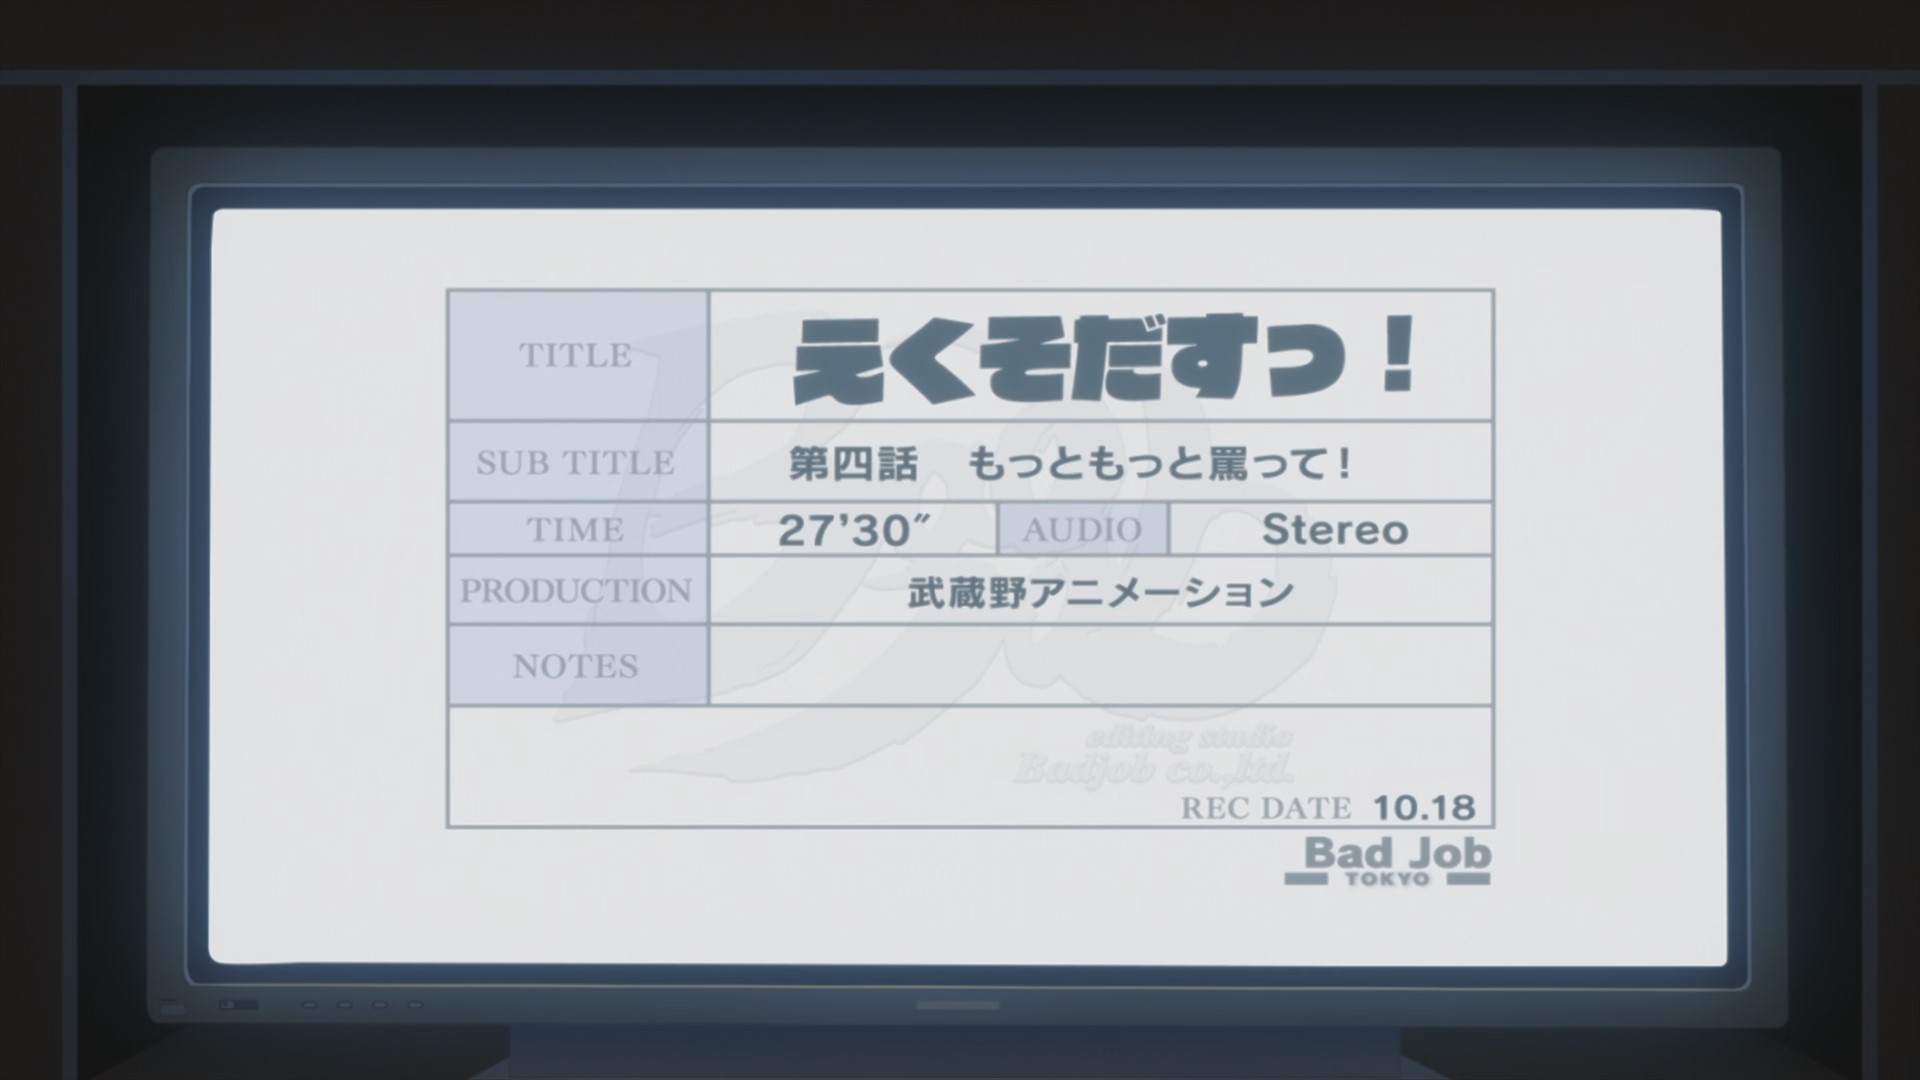 TITLE えくそだすっ！
SUB TITLE 第四話　もっともっと罵って！
TIME 27’30″ AUDIO Stereo
PRODUCTION 武蔵野アニメーション
NOTES
editing studio
Badjob co.,ltd.
REC DATE 10.18
Bad Job
TOKYO